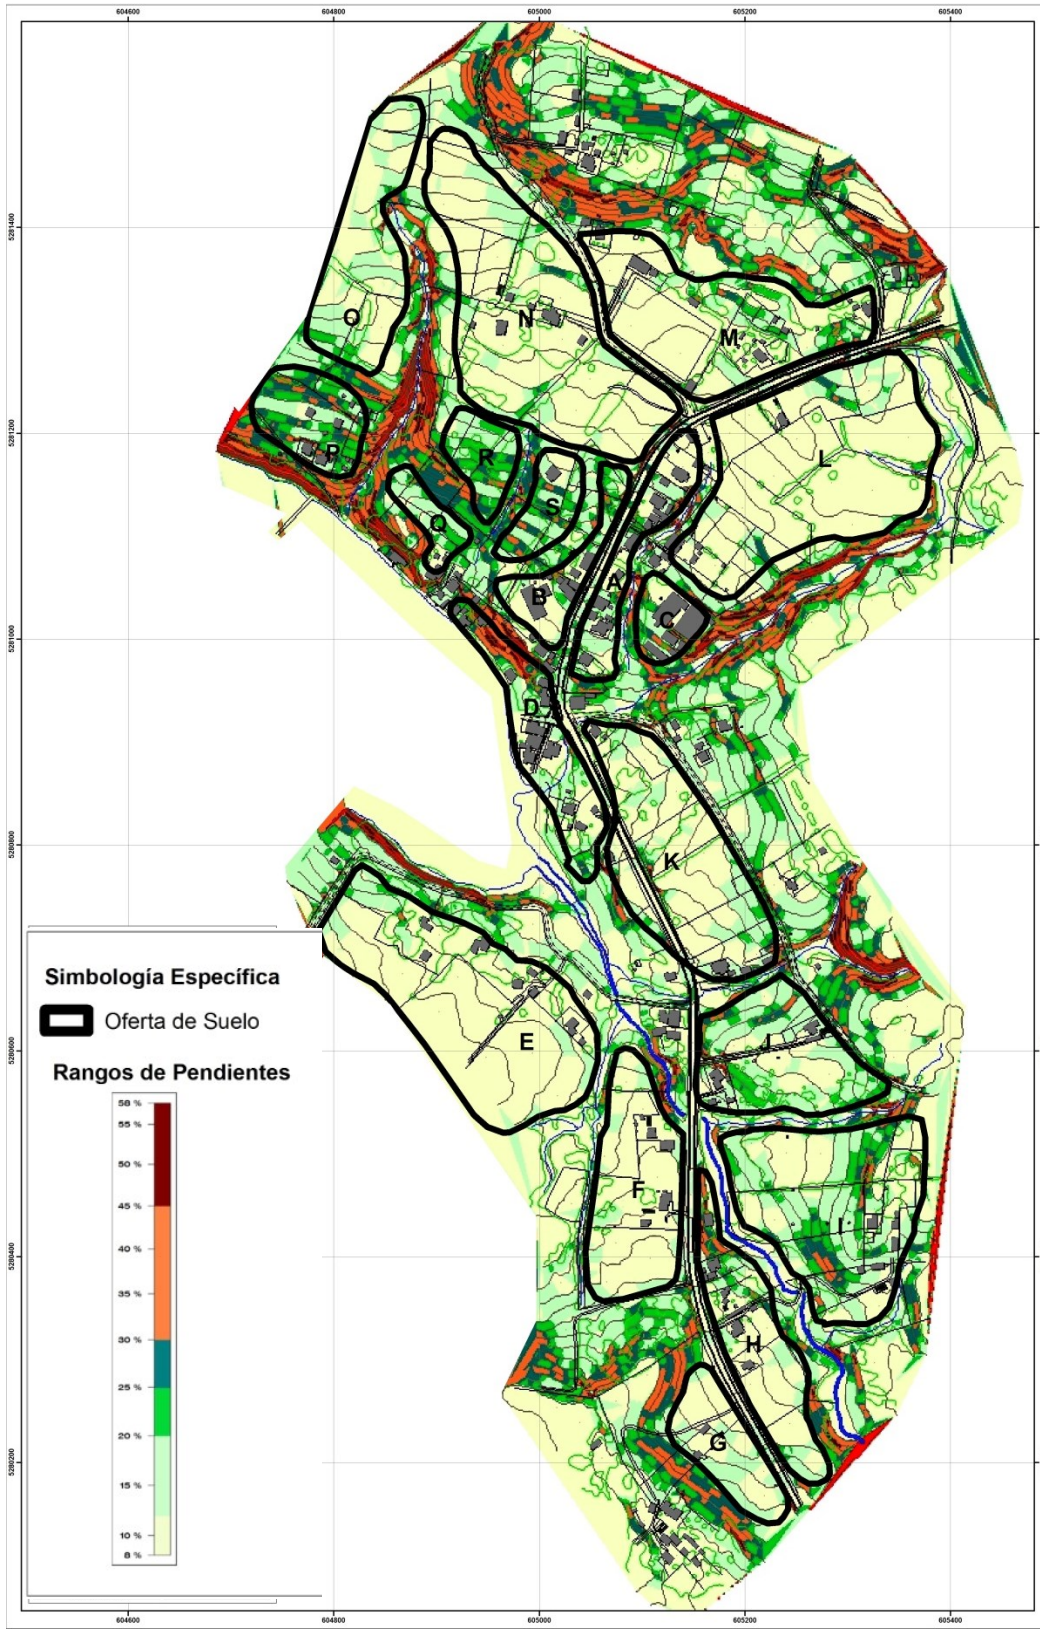 604600 604800 605000 605200 605400
5281400
O
N
M
5281200
P
R
L
S
Q
A
B
C
5281000
D
5280800
K
E
J
5280600
F
I
5280400
H
G
5280200
Simbología Específica
Oferta de Suelo
Rangos de Pendientes
58 %
55 %
50 %
45 %
40 %
35 %
30 %
25 %
20 %
15 %
10 %
8 %
604600 604800 605000 605200 605400